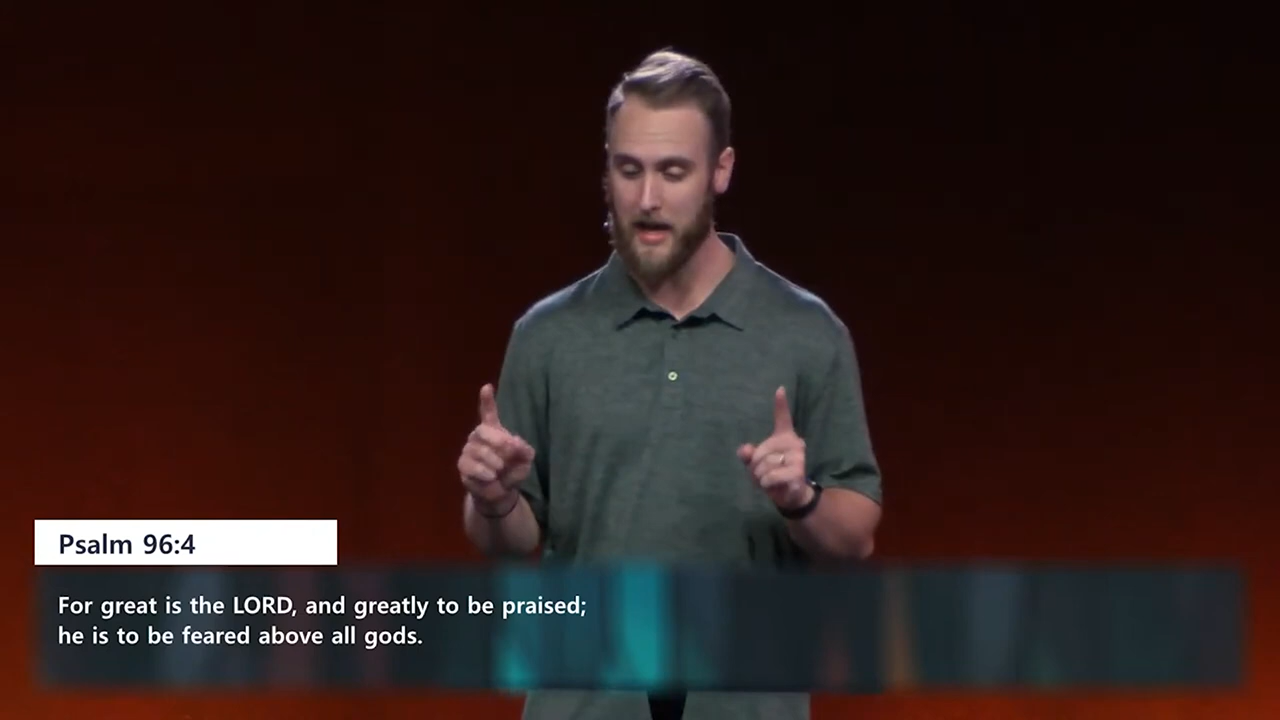 Psalm 96:4
For great is the LORD, and greatly to be praised;
he is to be feared above all gods.